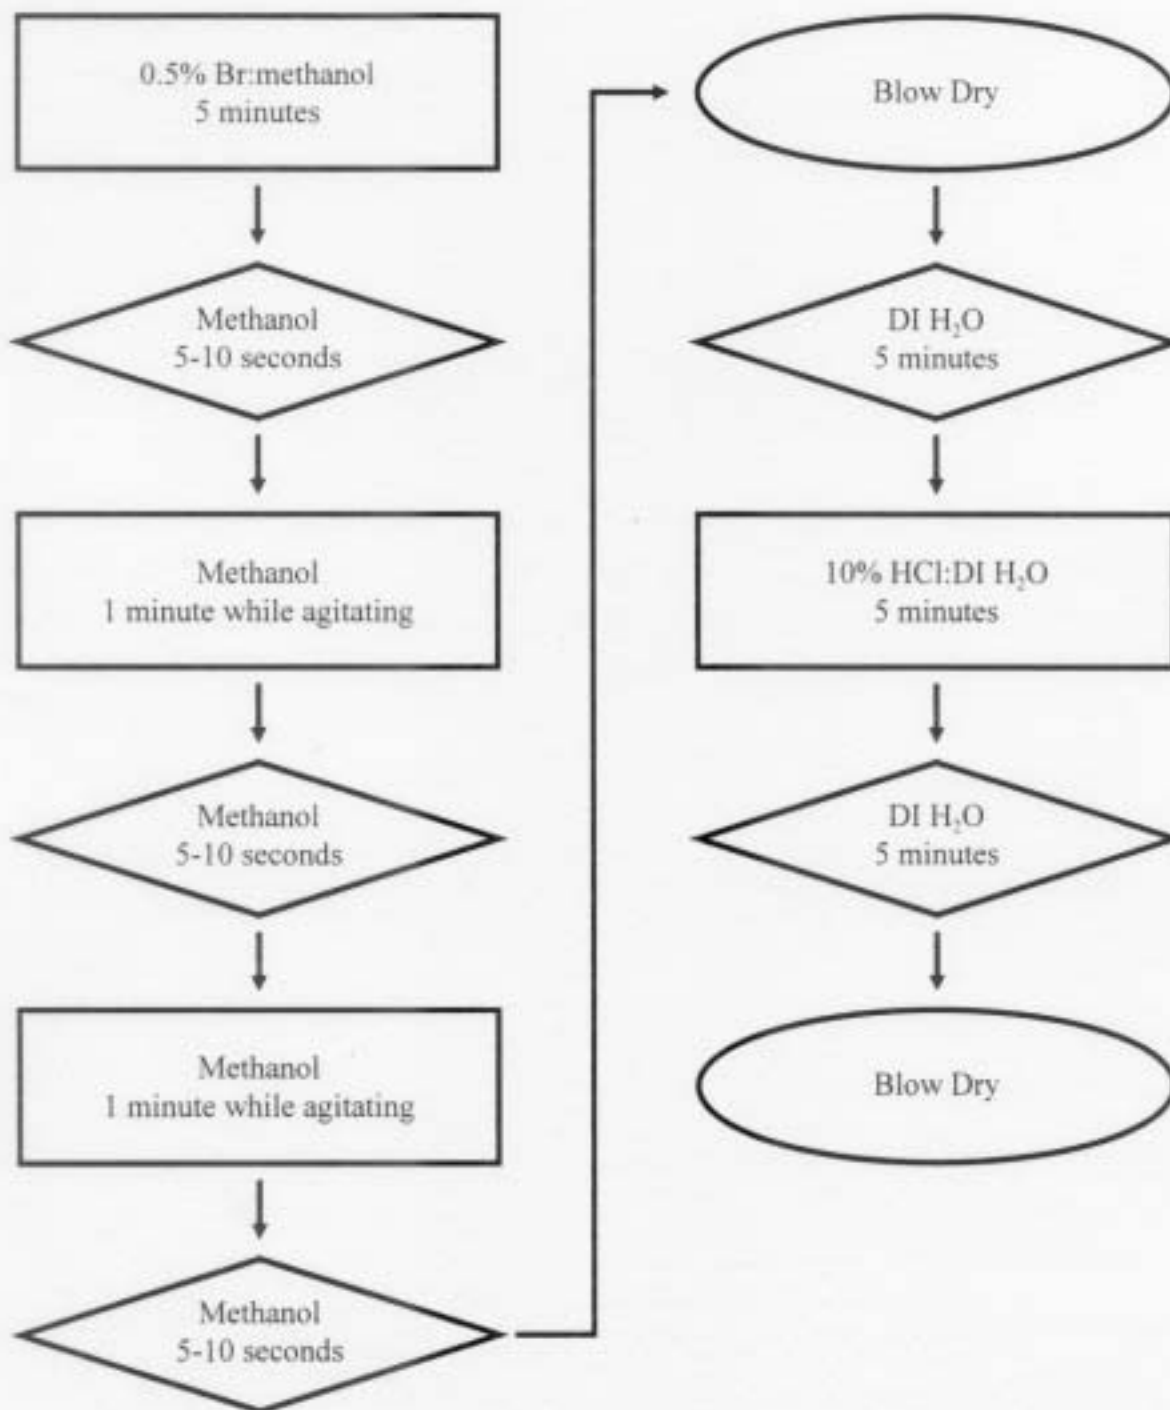 0.5% Br:methanol
5 minutes
Methanol
5-10 seconds
Methanol
1 minute while agitating
Methanol
5-10 seconds
Methanol
1 minute while agitating
Methanol
5-10 seconds
Blow Dry
DI H₂O
5 minutes
10% HCl:DI H₂O
5 minutes
DI H₂O
5 minutes
Blow Dry